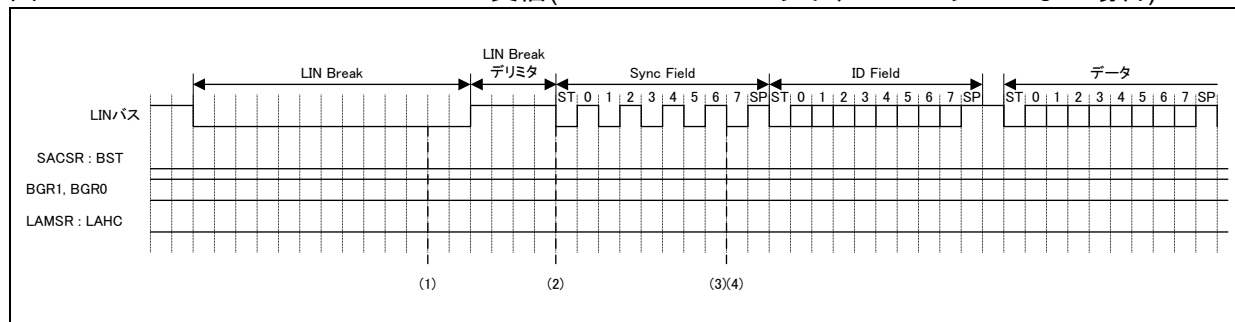 LIN Break
LIN Break
デリミタ
Sync Field
ID Field
データ
ST 0 1 2 3 4 5 6 7 SP ST 0 1 2 3 4 5 6 7 SP ST 0 1 2 3 4 5 6 7 SP
LINバス
SACSR : BST
BGR1, BGR0
LAMSR : LAHC
(1) (2) (3)(4)